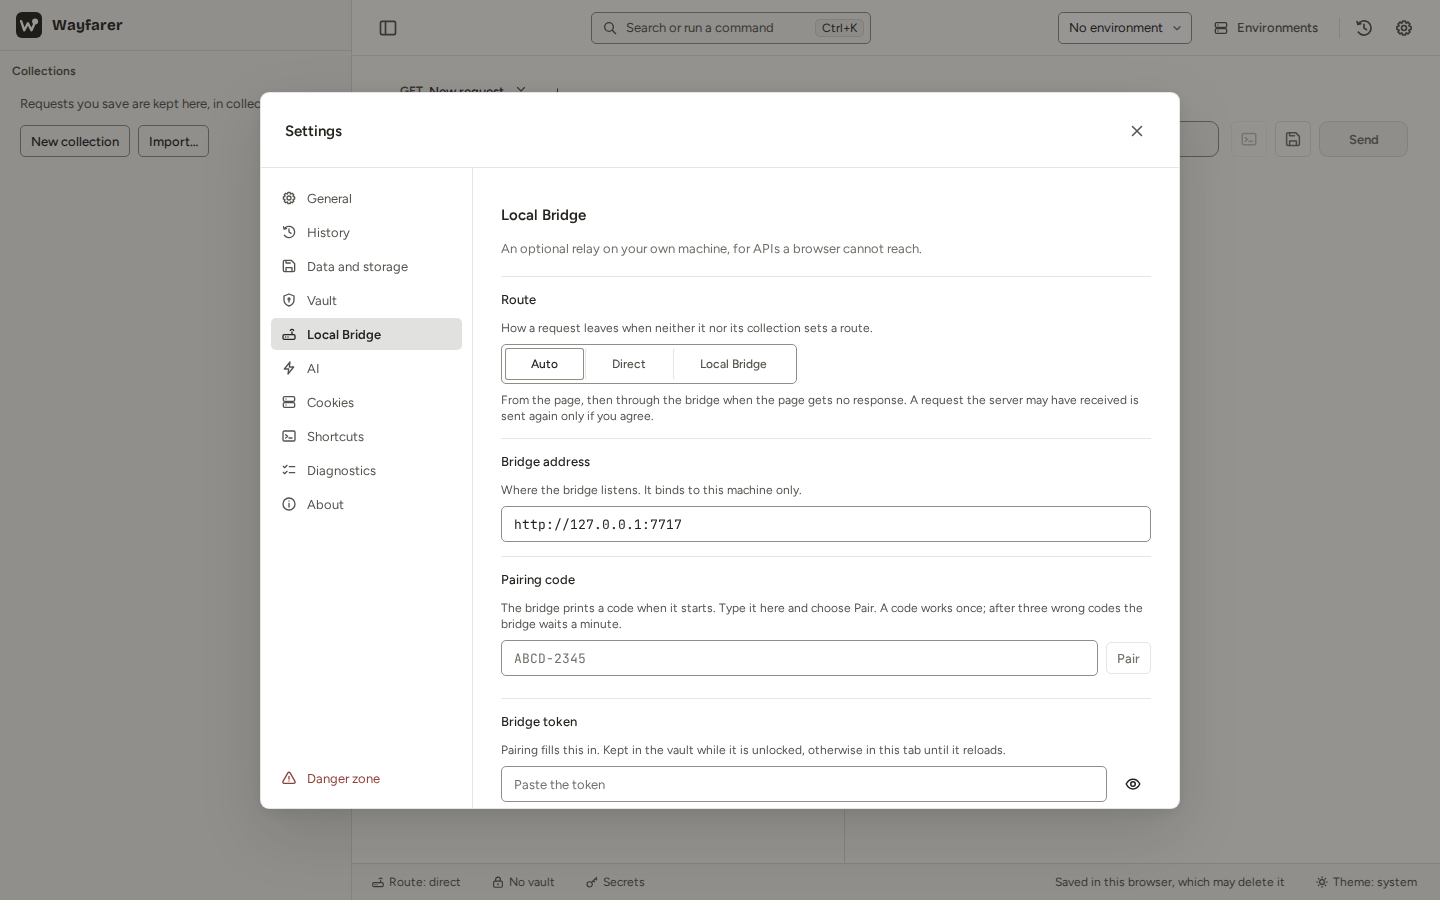 Wayfarer
Search or run a command
Ctrl+K
No environment
Environments
Collections
Requests you save are kept here, in collec
New collection
Import...
GET New request
Send
Settings
General
History
Data and storage
Vault
Local Bridge
AI
Cookies
Shortcuts
Diagnostics
About
Danger zone
Local Bridge
An optional relay on your own machine, for APIs a browser cannot reach.
Route
How a request leaves when neither it nor its collection sets a route.
Auto
Direct
Local Bridge
From the page, then through the bridge when the page gets no response. A request the server may have received is
sent again only if you agree.
Bridge address
Where the bridge listens. It binds to this machine only.
http://127.0.0.1:7717
Pairing code
The bridge prints a code when it starts. Type it here and choose Pair. A code works once; after three wrong codes the
bridge waits a minute.
ABCD-2345
Pair
Bridge token
Pairing fills this in. Kept in the vault while it is unlocked, otherwise in this tab until it reloads.
Paste the token
Route: direct
No vault
Secrets
Saved in this browser, which may delete it
Theme: system